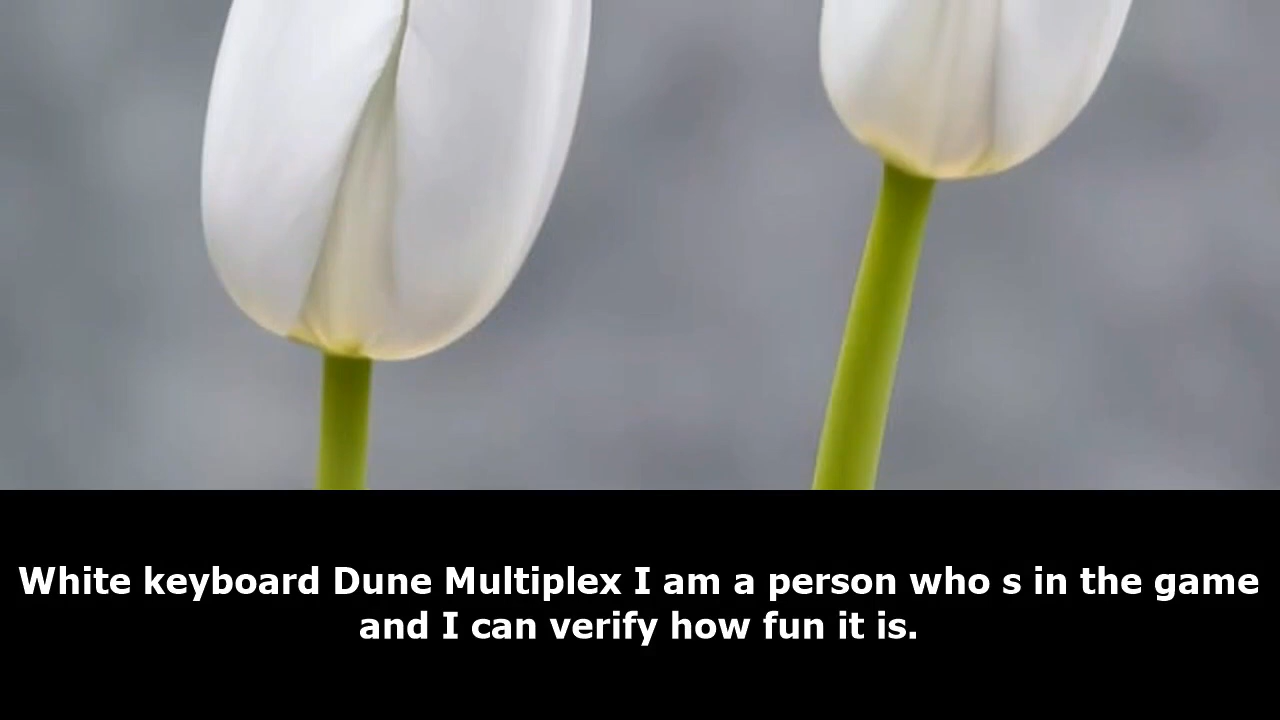 White keyboard Dune Multiplex I am a person who s in the game
and I can verify how fun it is.